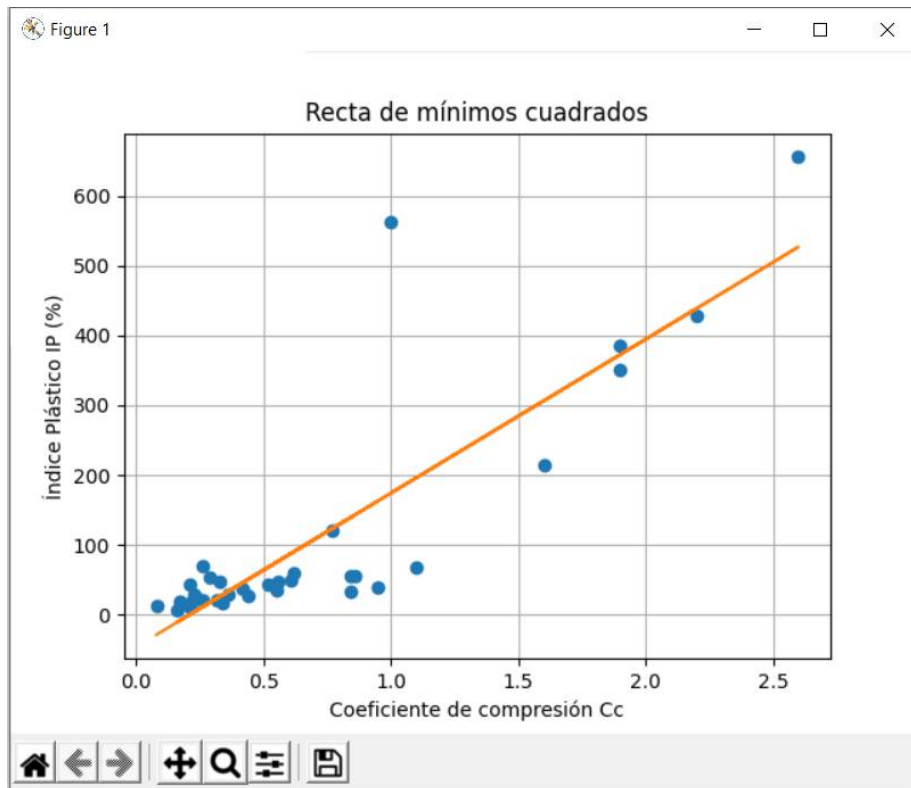 Figure 1
Recta de mínimos cuadrados
600
500
400
300
200
100
0
Índice Plástico IP (%)
0.0 0.5 1.0 1.5 2.0 2.5
Coeficiente de compresión Cc